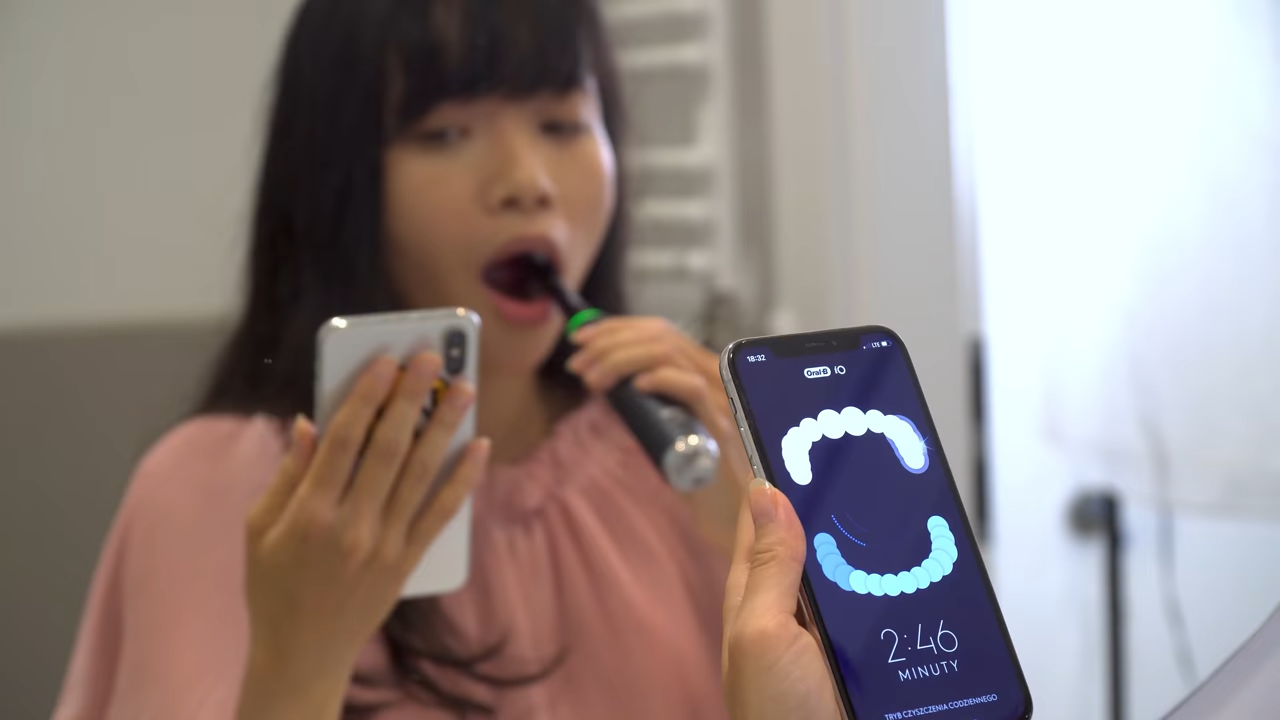 18:32
LTE
Oral B iO
2:46
MINUTY
TRYB CZYSZCZENIA CODZIENNEGO